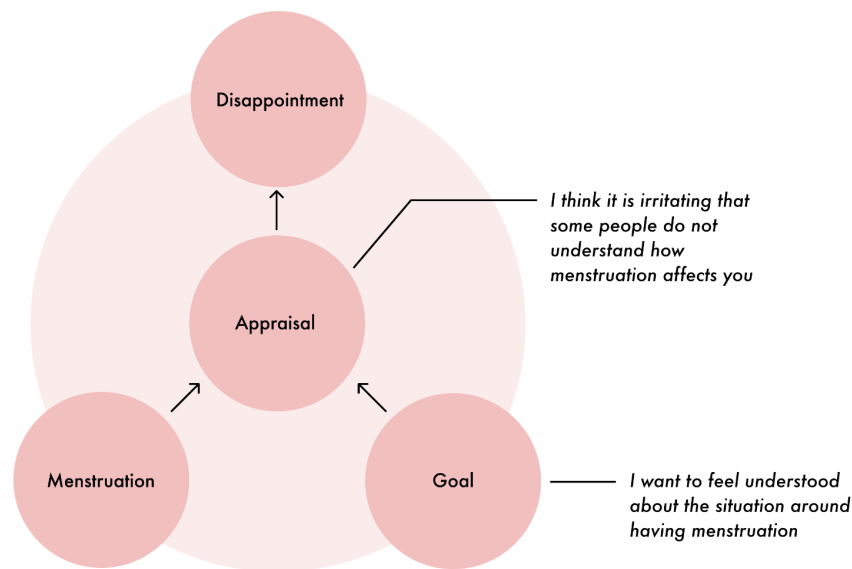 Disappointment
I think it is irritating that
some people do not
understand how
menstruation affects you
Appraisal
Menstruation
Goal
I want to feel understood
about the situation around
having menstruation